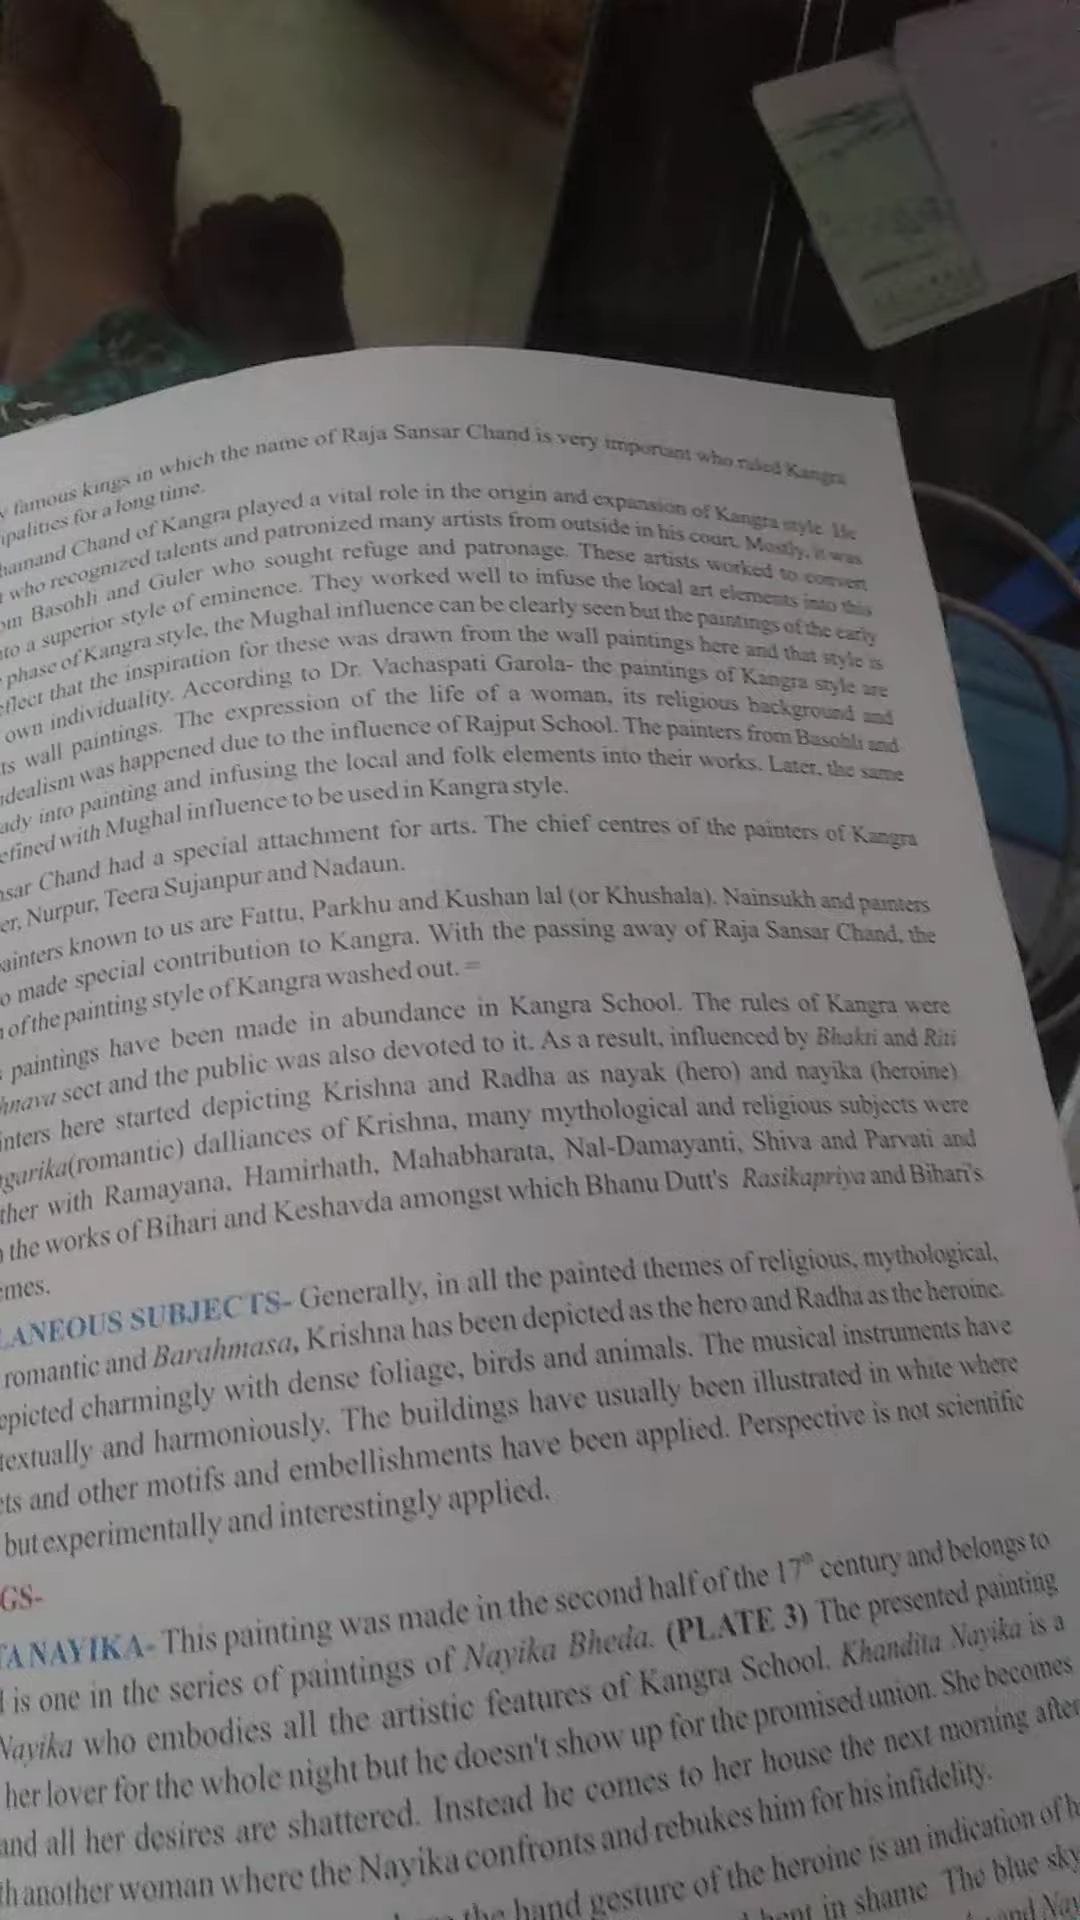 famous kings in which the name of Raja Sansar Chand is very important who ruled Kangra
for a long time.
Chand of Kangra played a vital role in the origin and expansion of Kangra style. He
who recognized talents and patronized many artists from outside in his court. Mostly, it was
Basohli and Guler who sought refuge and patronage. These artists worked to convert
a superior style of eminence. They worked well to infuse the local art elements into this
phase of Kangra style, the Mughal influence can be clearly seen but the paintings of the early
that the inspiration for these was drawn from the wall paintings here and that style is
own individuality. According to Dr. Vachaspati Garola- the paintings of Kangra style are
wall paintings. The expression of the life of a woman, its religious background and
was happened due to the influence of Rajput School. The painters from Basohli and
into painting and infusing the local and folk elements into their works. Later, the same
with Mughal influence to be used in Kangra style.
Chand had a special attachment for arts. The chief centres of the painters of Kangra
Nurpur, Teera Sujanpur and Nadaun.
known to us are Fattu, Parkhu and Kushan lal (or Khushala). Nainsukh and painters
made special contribution to Kangra. With the passing away of Raja Sansar Chand, the
of the painting style of Kangra washed out. =
paintings have been made in abundance in Kangra School. The rules of Kangra were
sect and the public was also devoted to it. As a result, influenced by Bhakti and Riti
here started depicting Krishna and Radha as nayak (hero) and nayika (heroine)
garika(romantic) dalliances of Krishna, many mythological and religious subjects were
ther with Ramayana, Hamirhath, Mahabharata, Nal-Damayanti, Shiva and Parvati and
the works of Bihari and Keshavda amongst which Bhanu Dutt's Rasikapriya and Bihari's
emes.
LANEOUS SUBJECTS- Generally, in all the painted themes of religious, mythological,
romantic and Barahmasa, Krishna has been depicted as the hero and Radha as the heroine.
epicted charmingly with dense foliage, birds and animals. The musical instruments have
textually and harmoniously. The buildings have usually been illustrated in white where
ts and other motifs and embellishments have been applied. Perspective is not scientific
but experimentally and interestingly applied.
GS-
TA NAYIKA- This painting was made in the second half of the 17th century and belongs to
is one in the series of paintings of Nayika Bheda. (PLATE 3) The presented painting
Nayika who embodies all the artistic features of Kangra School. Khandita Nayika is a
her lover for the whole night but he doesn't show up for the promised union. She becomes
and all her desires are shattered. Instead he comes to her house the next morning after
th another woman where the Nayika confronts and rebukes him for his infidelity.
the hand gesture of the heroine is an indication of
bent in shame The blue sky
and